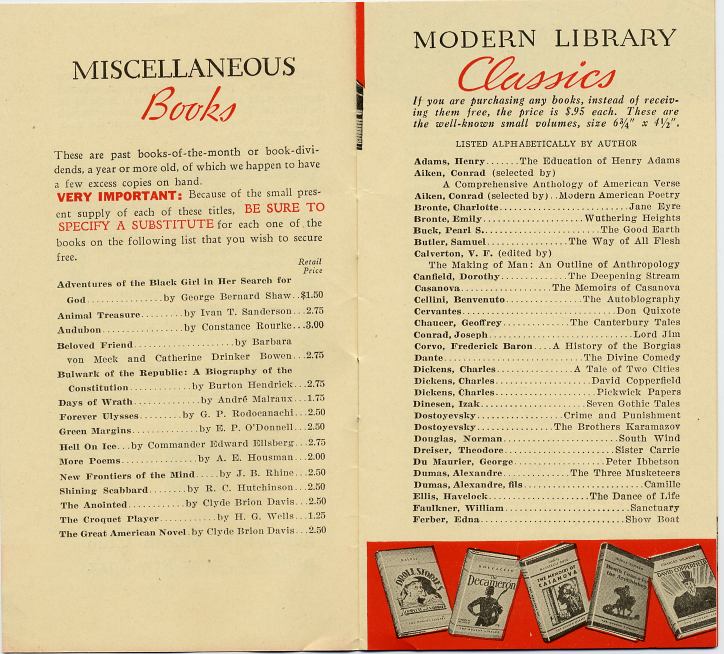 MISCELLANEOUS
Books
These are past books-of-the-month or book-divi-
dends, a year or more old, of which we happen to have
a few excess copies on hand.
VERY IMPORTANT: Because of the small pres-
ent supply of each of these titles, BE SURE TO
SPECIFY A SUBSTITUTE for each one of the
books on the following list that you wish to secure
free.
Retail
Price
Adventures of the Black Girl in Her Search for
God..............by George Bernard Shaw..$1.50
Animal Treasure........by Ivan T. Sanderson...2.75
Audubon..............by Constance Rourke...3.00
Beloved Friend....................by Barbara
von Meck and Catherine Drinker Bowen...2.75
Bulwark of the Republic: A Biography of the
Constitution...........by Burton Hendrick...2.75
Days of Wrath..............by André Malraux...1.75
Forever Ulysses........by G. P. Rodocanachi...2.50
Green Margins............by E. P. O'Donnell...2.50
Hell On Ice...by Commander Edward Ellsberg...2.75
More Poems.............by A. E. Housman...2.00
New Frontiers of the Mind.....by J. B. Rhine...2.50
Shining Scabbard........by R. C. Hutchinson...2.50
The Anointed...........by Clyde Brion Davis...2.50
The Croquet Player............by H. G. Wells...1.25
The Great American Novel.by Clyde Brion Davis...2.50
MODERN LIBRARY
Classics
If you are purchasing any books, instead of receiv-
ing them free, the price is $.95 each. These are
the well-known small volumes, size 6¾" x 4½".
LISTED ALPHABETICALLY BY AUTHOR
Adams, Henry.......The Education of Henry Adams
Aiken, Conrad (selected by)
A Comprehensive Anthology of American Verse
Aiken, Conrad (selected by)..Modern American Poetry
Bronte, Charlotte..........................Jane Eyre
Bronte, Emily.................Wuthering Heights
Buck, Pearl S.....................The Good Earth
Butler, Samuel...............The Way of All Flesh
Calverton, V. F. (edited by)
The Making of Man: An Outline of Anthropology
Canfield, Dorothy............The Deepening Stream
Casanova...............The Memoirs of Casanova
Cellini, Benvenuto................The Autobiography
Cervantes..........................Don Quixote
Chaucer, Geoffrey...........The Canterbury Tales
Conrad, Joseph.......................Lord Jim
Corvo, Frederick Baron....A History of the Borgias
Dante........................The Divine Comedy
Dickens, Charles.............A Tale of Two Cities
Dickens, Charles................David Copperfield
Dickens, Charles.................Pickwick Papers
Dinesen, Izak.................Seven Gothic Tales
Dostoyevsky.............Crime and Punishment
Dostoyevsky...........The Brothers Karamazov
Douglas, Norman...................South Wind
Dreiser, Theodore..................Sister Carrie
Du Maurier, George...............Peter Ibbetson
Dumas, Alexandre...........The Three Musketeers
Dumas, Alexandre, fils..................Camille
Ellis, Havelock.................The Dance of Life
Faulkner, William....................Sanctuary
Ferber, Edna.......................Show Boat
DROLL STORIES
The
Decameron
THE MEMOIRS OF
CASANOVA
DAVID COPPERFIELD